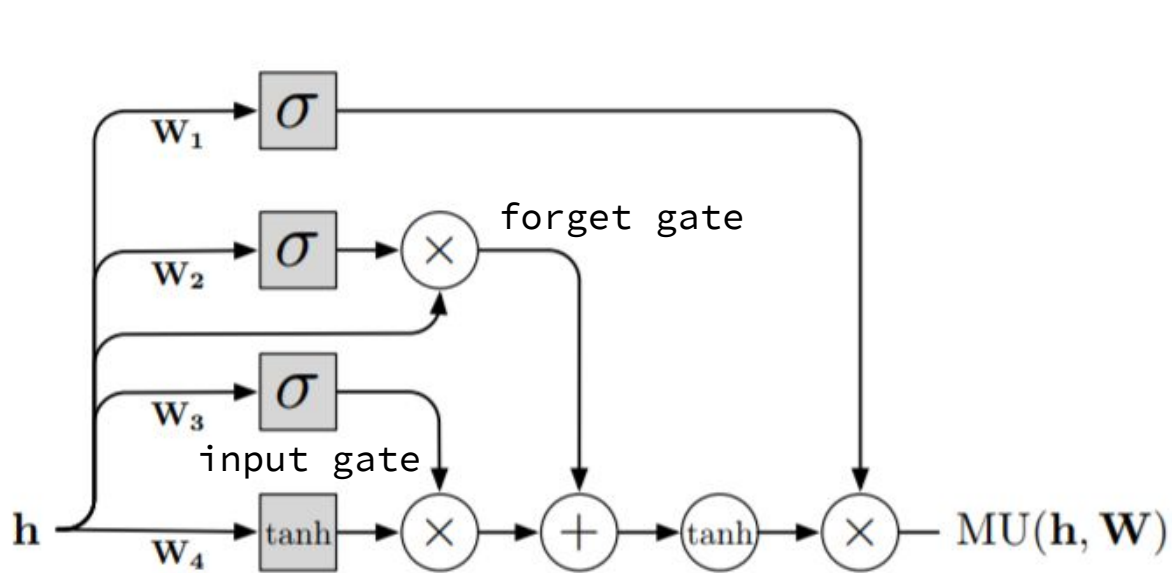 σ
W₁
σ
×
forget gate
W₂
σ
W₃
input gate
h
tanh
×
+
tanh
×
MU(h, W)
W₄